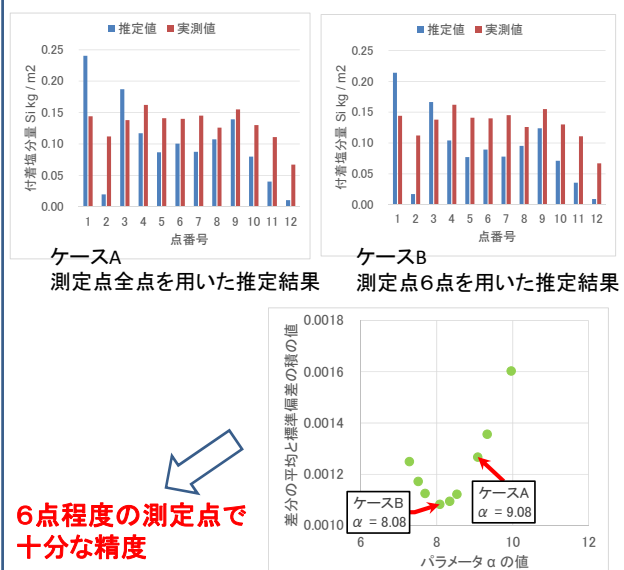 ■推定値 ■実測値
付着塩分量 Si kg / m2
0.25
0.20
0.15
0.10
0.05
0.00
1 2 3 4 5 6 7 8 9 10 11 12
点番号
ケースA
測定点全点を用いた推定結果
■推定値 ■実測値
付着塩分量 Si kg / m2
0.25
0.20
0.15
0.10
0.05
0.00
1 2 3 4 5 6 7 8 9 10 11 12
点番号
ケースB
測定点6点を用いた推定結果
差分の平均と標準偏差の積の値
0.0018
0.0016
0.0014
0.0012
0.0010
6 8 10 12
パラメータ α の値
ケースB
α = 8.08
ケースA
α = 9.08
6点程度の測定点で
十分な精度